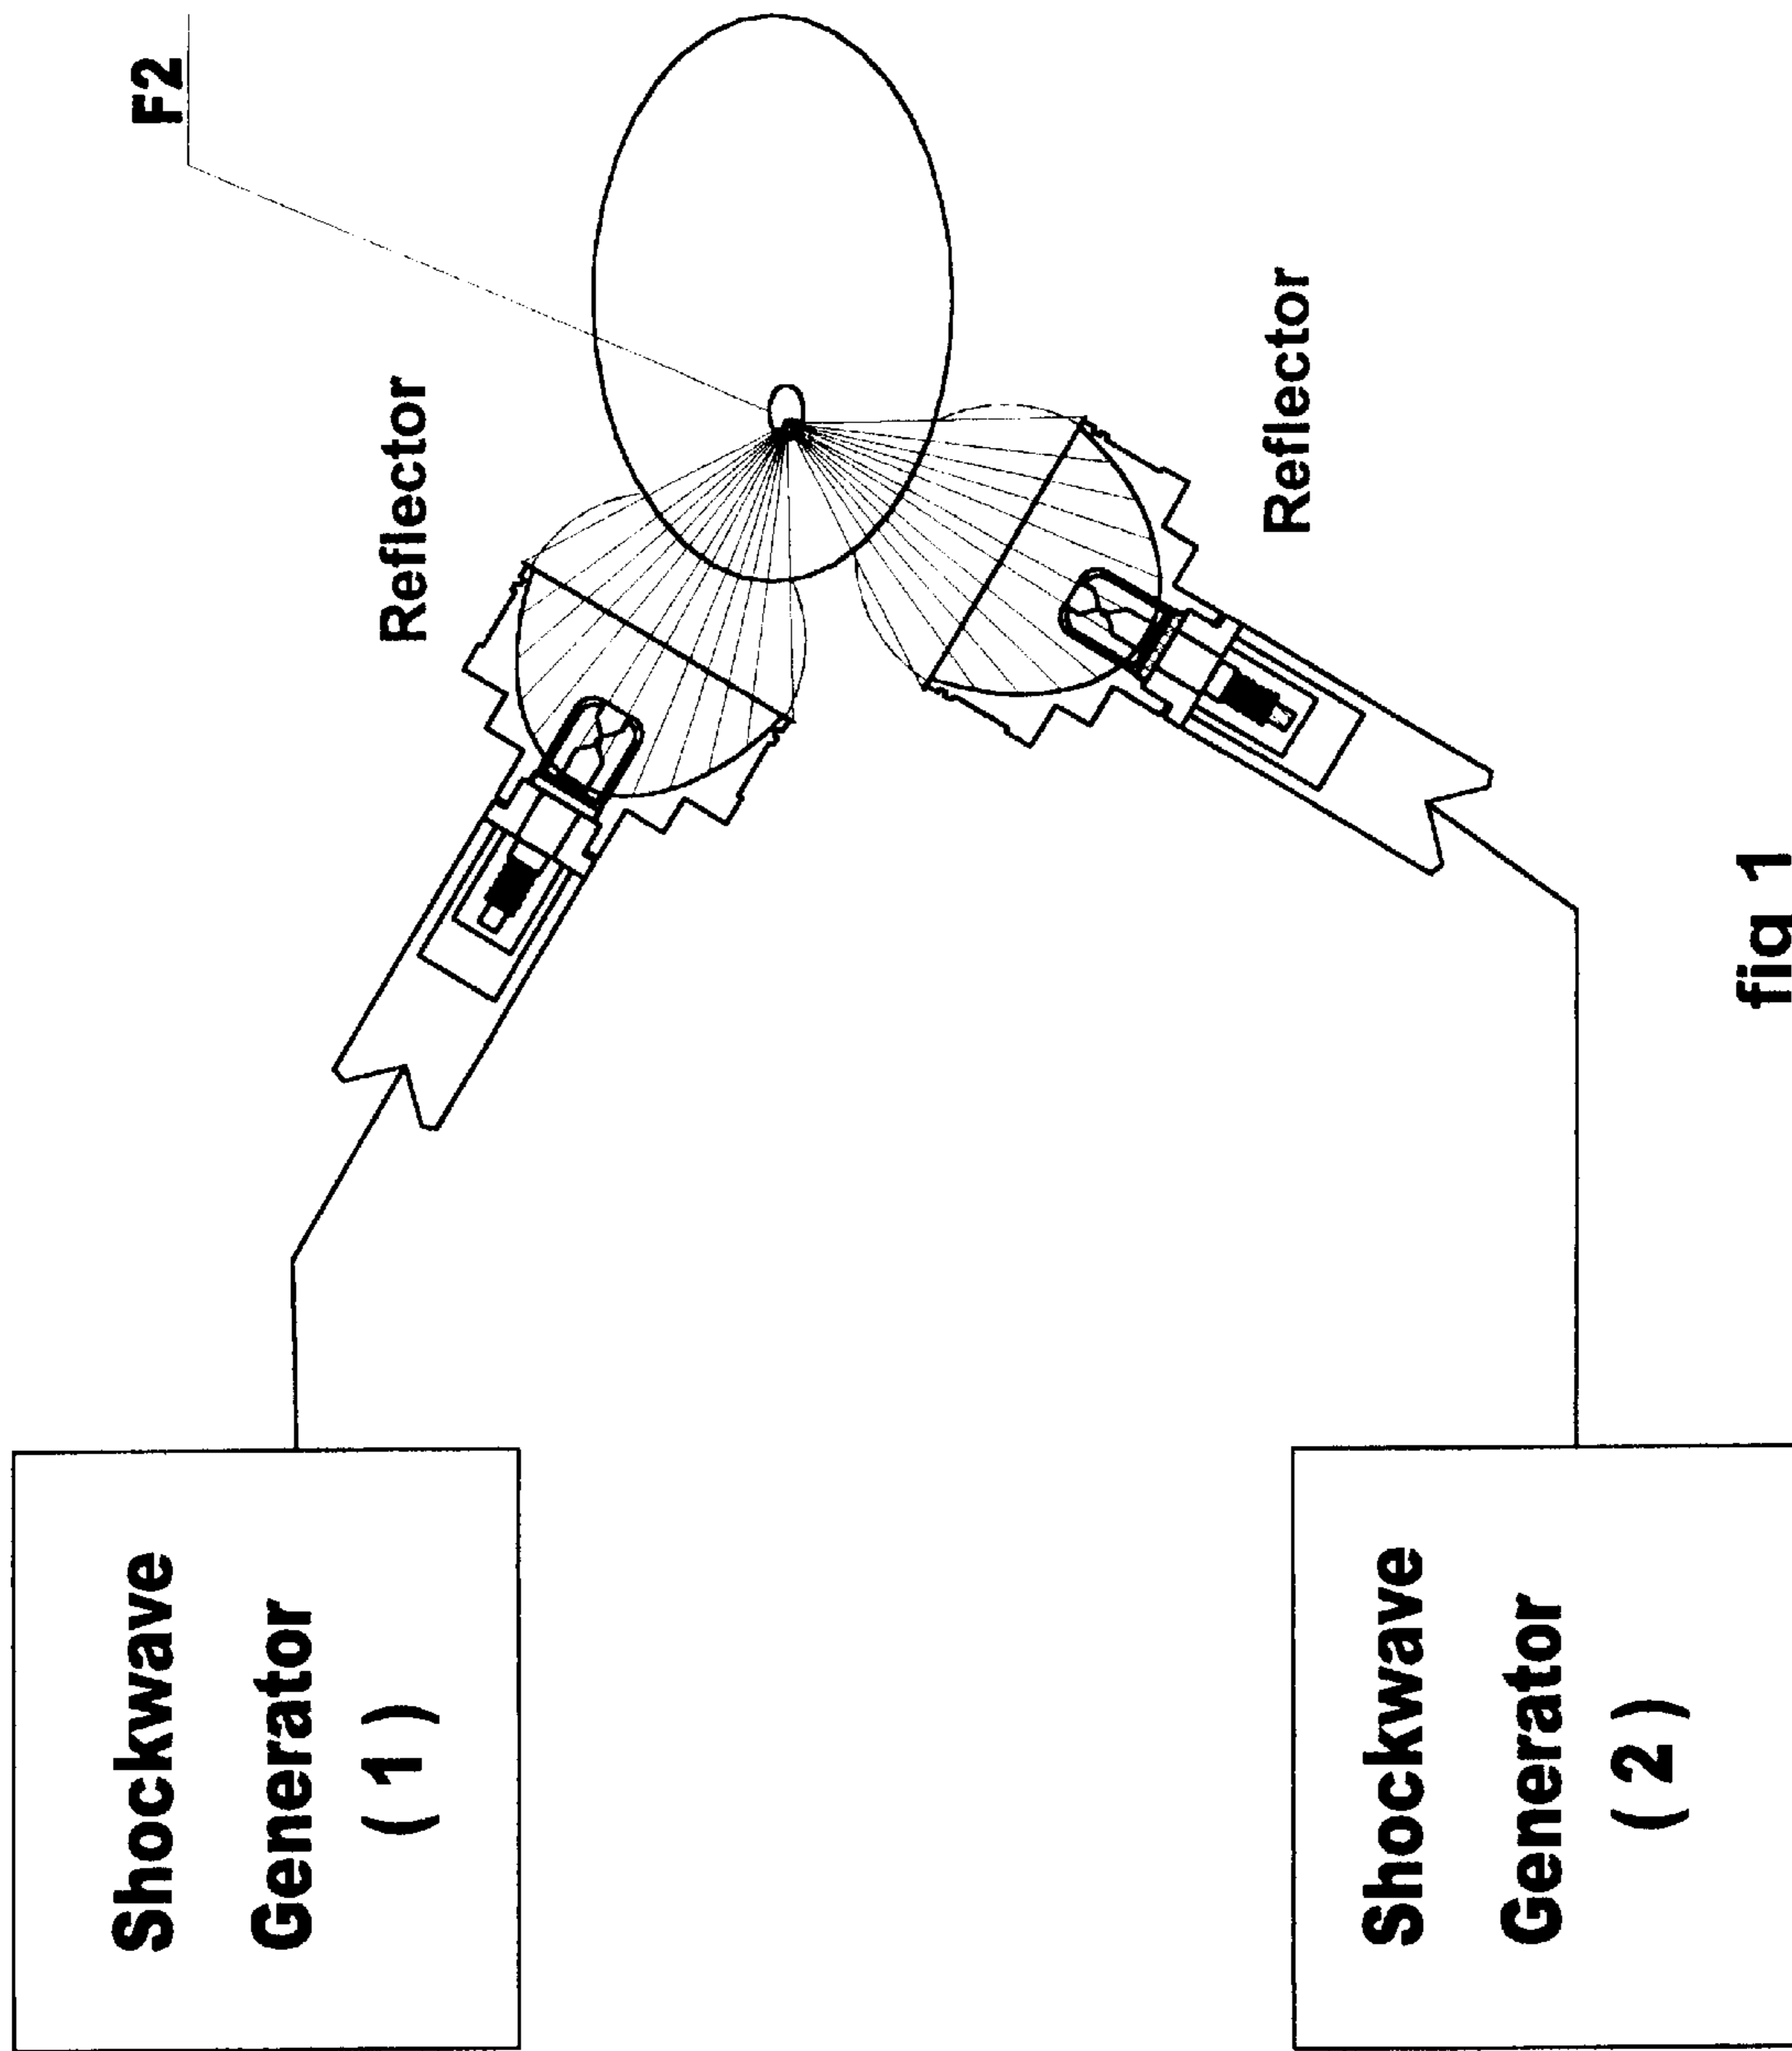 F2
Reflector
Reflector
Shockwave
Generator
( 1 )
Shockwave
Generator
( 2 )
fig 1